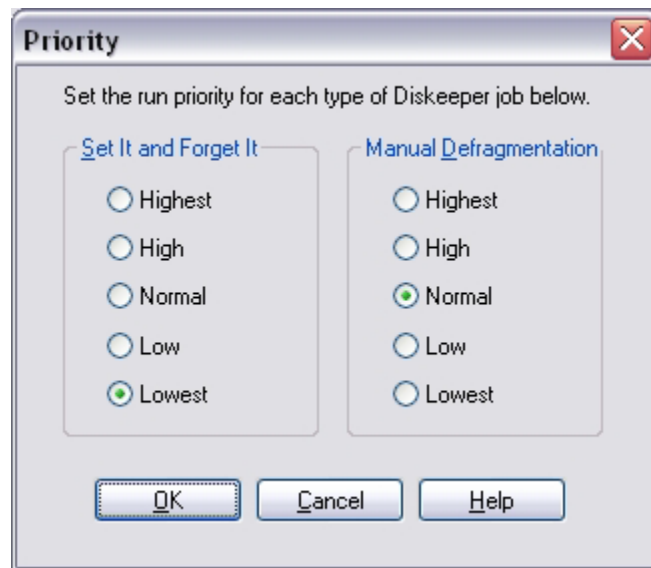 Priority
Set the run priority for each type of Diskeeper job below.
Set It and Forget It
Highest
High
Normal
Low
Lowest
Manual Defragmentation
Highest
High
Normal
Low
Lowest
OK
Cancel
Help